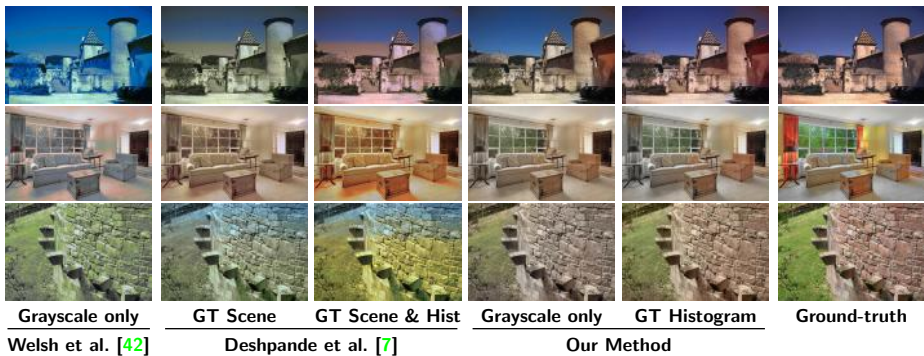 Grayscale only GT Scene GT Scene & Hist Grayscale only GT Histogram Ground-truth
Welsh et al. [42] Deshpande et al. [7] Our Method